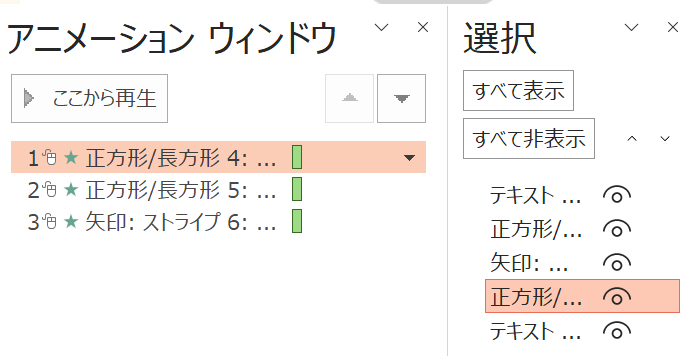 アニメーション ウィンドウ
ここから再生
1 正方形/長方形 4: ...
2 正方形/長方形 5: ...
3 矢印: ストライプ 6: ...
選択
すべて表示
すべて非表示
テキスト ...
正方形/...
矢印: ...
正方形/...
テキスト ...